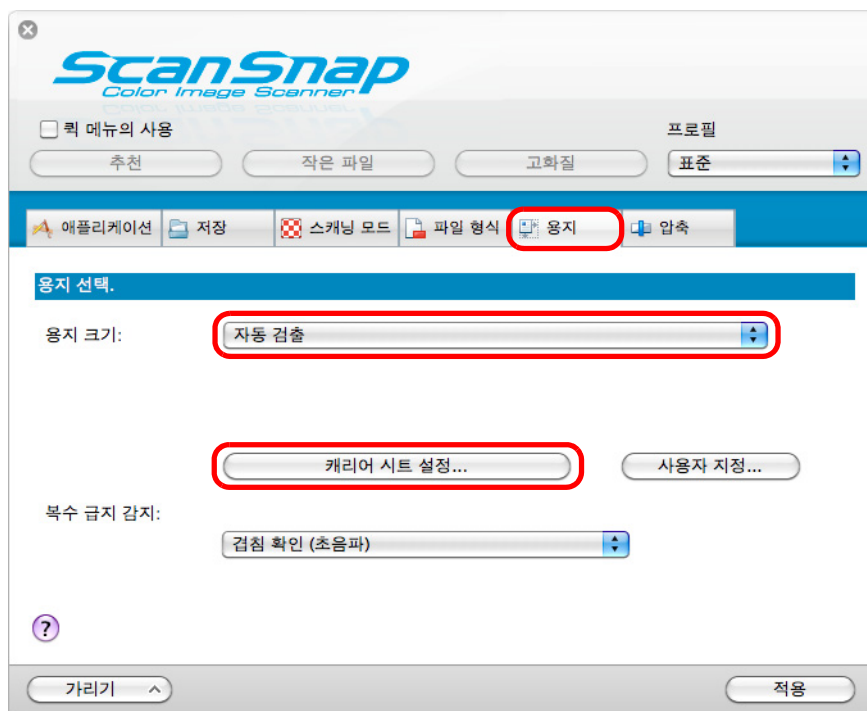 ScanSnap
Color Image Scanner
퀵 메뉴의 사용
프로필
추천
작은 파일
고화질
표준
애플리케이션
저장
스캐닝 모드
파일 형식
용지
압축
용지 선택.
용지 크기:
자동 검출
캐리어 시트 설정...
사용자 지정...
복수 급지 감지:
겹침 확인 (초음파)
?
가리기
적용